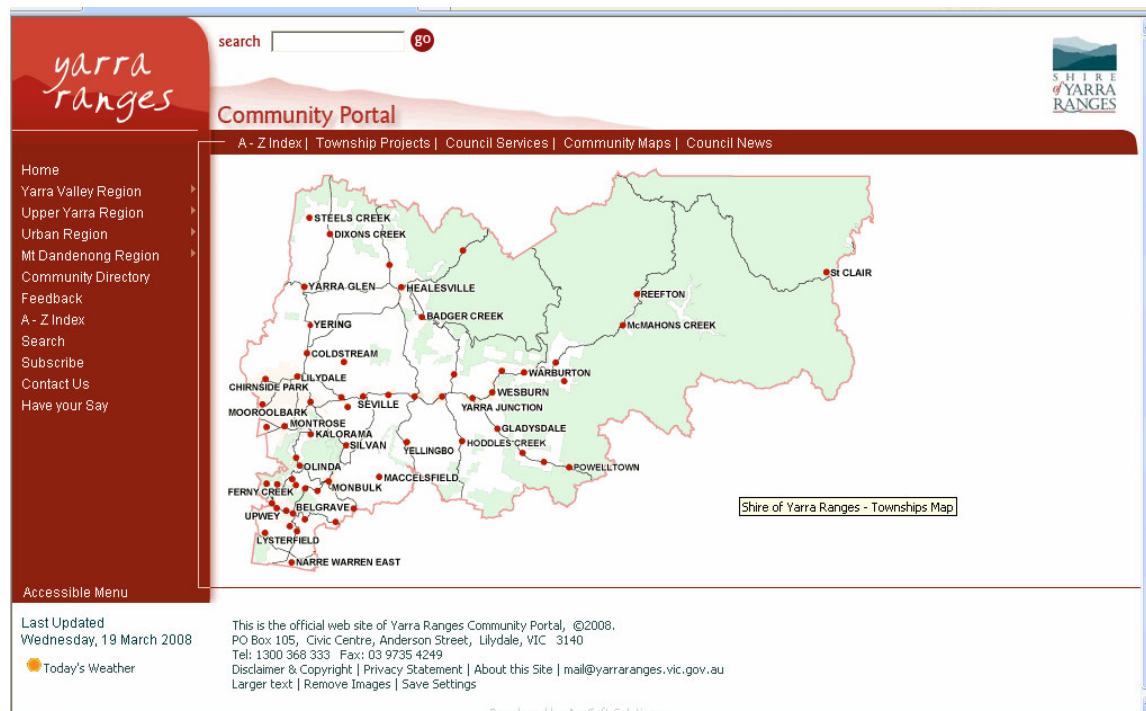 yarra
ranges
search
go
SHIRE
of YARRA
RANGES
Community Portal
A - Z Index | Township Projects | Council Services | Community Maps | Council News
Home
Yarra Valley Region
Upper Yarra Region
Urban Region
Mt Dandenong Region
Community Directory
Feedback
A - Z Index
Search
Subscribe
Contact Us
Have your Say
Accessible Menu
STEELS CREEK
DIXONS CREEK
St CLAIR
YARRA GLEN
HEALESVILLE
REEFTON
BADGER CREEK
YERING
McMAHONS CREEK
COLDSTREAM
WARBURTON
LILYDALE
CHIRNSIDE PARK
WESBURN
SEVILLE
YARRA JUNCTION
MOOROOLBARK
MONTROSE
GLADYSDALE
KALORAMA
HODDLES CREEK
SILVAN
YELLINGBO
OLINDA
POWELLTOWN
MACCELSFIELD
MONBULK
FERNY CREEK
BELGRAVE
UPWEY
LYSTERFIELD
NARRE WARREN EAST
Shire of Yarra Ranges - Townships Map
Last Updated
Wednesday, 19 March 2008
Today's Weather
This is the official web site of Yarra Ranges Community Portal, ©2008.
PO Box 105, Civic Centre, Anderson Street, Lilydale, VIC 3140
Tel: 1300 368 333 Fax: 03 9735 4249
Disclaimer & Copyright | Privacy Statement | About this Site | mail@yarraranges.vic.gov.au
Larger text | Remove Images | Save Settings